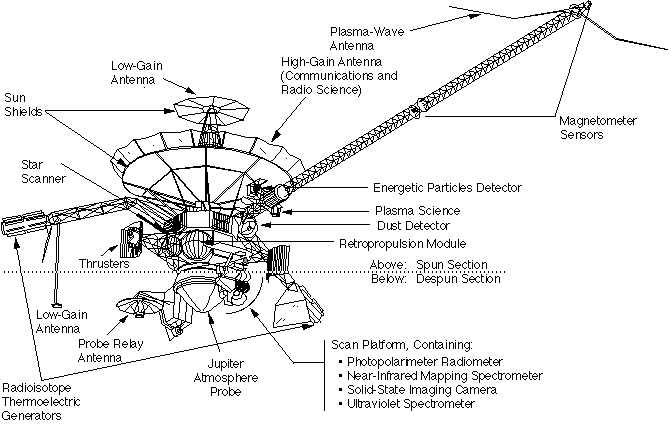 Plasma-Wave
Antenna
High-Gain Antenna
(Communications and
Radio Science)
Low-Gain
Antenna
Sun
Shields
Magnetometer
Sensors
Star
Scanner
Energetic Particles Detector
Plasma Science
Dust Detector
Retropropulsion Module
Thrusters
Above: Spun Section
Below: Despun Section
Low-Gain
Antenna
Probe Relay
Antenna
Jupiter
Atmosphere
Probe
Radioisotope
Thermoelectric
Generators
Scan Platform, Containing:
• Photopolarimeter Radiometer
• Near-Infrared Mapping Spectrometer
• Solid-State Imaging Camera
• Ultraviolet Spectrometer